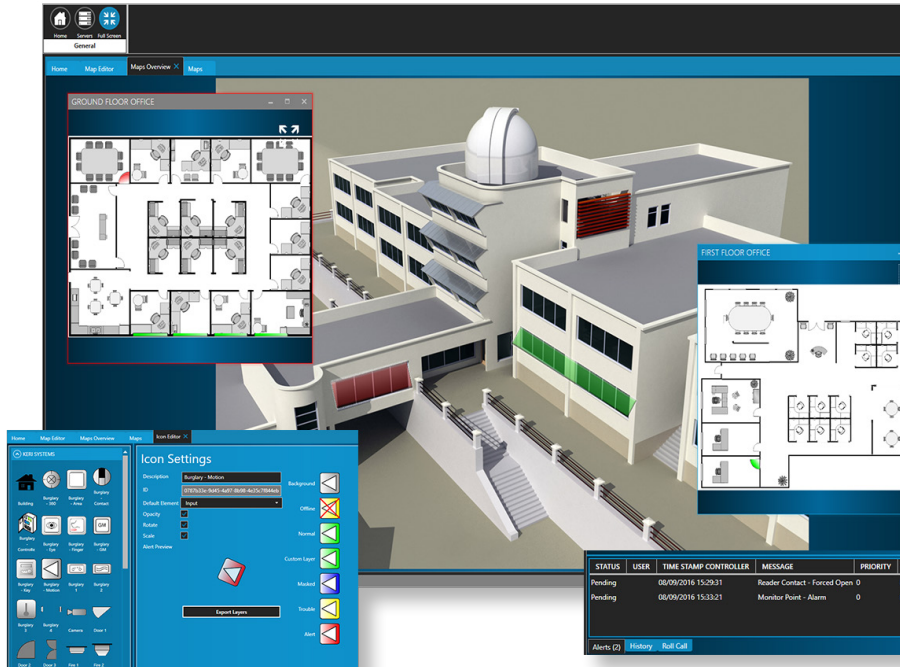 Home Servers Full Screen
General
Home Map Editor Maps Overview Maps
GROUND FLOOR OFFICE
FIRST FLOOR OFFICE
Home Map Editor Maps Overview Maps Icon Editor
KERI SYSTEMS
Building
Burglary - 360
Burglary - Area
Burglary Contact
Burglary - Controls
Burglary - Eye
Burglary - Finger
Burglary - GM
GM
Burglary - Key
Burglary - Motion
Burglary 1
Burglary 2
Burglary 3
Burglary 4
Camera
Door 1
Door 2
Door 3
Fire 1
Fire 2
Icon Settings
Description Burglary - Motion
ID
Default Element Input
Opacity
Rotate
Scale
Alert Preview
Export Layers
Background
Offline
Normal
Custom Layer
Masked
Trouble
Alert
STATUS USER TIME STAMP CONTROLLER MESSAGE PRIORITY
Pending 08/09/2016 15:29:31 Reader Contact - Forced Open 0
Pending 08/09/2016 15:33:21 Monitor Point - Alarm 0
Alerts (2) History Roll Call